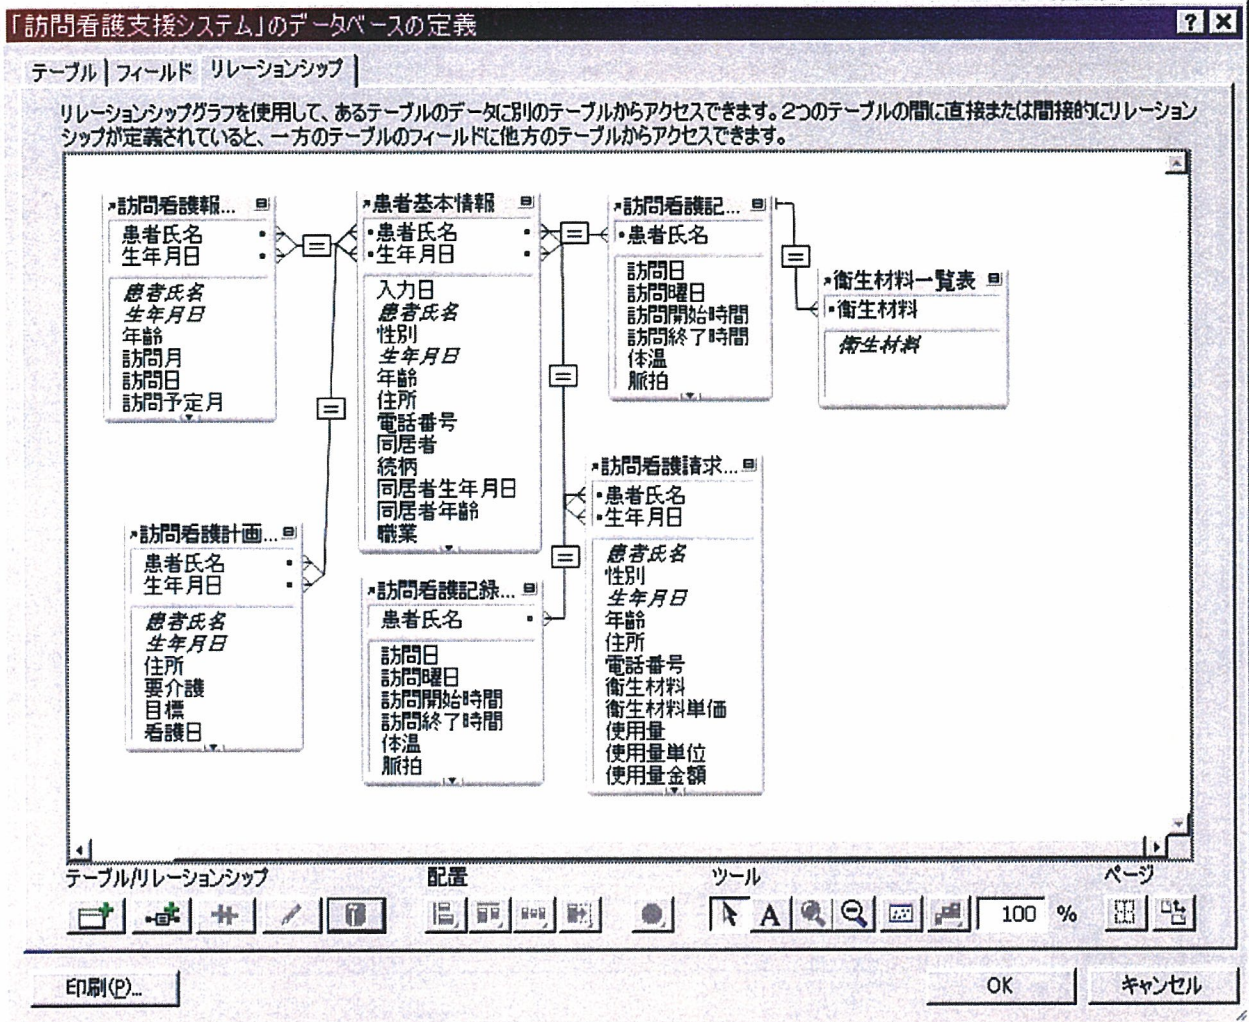 「訪問看護支援システム」のデータベースの定義
テーブル
フィールド
リレーションシップ
リレーションシップグラフを使用して、あるテーブルのデータに別のテーブルからアクセスできます。2つのテーブルの間に直接または間接的にリレーション
シップが定義されていると、一方のテーブルのフィールドに他方のテーブルからアクセスできます。
訪問看護報...
患者氏名
生年月日
患者氏名
生年月日
年齢
訪問月
訪問日
訪問予定月
患者基本情報
患者氏名
生年月日
入力日
患者氏名
性別
生年月日
年齢
住所
電話番号
同居者
続柄
同居者生年月日
同居者年齢
職業
訪問看護記...
患者氏名
訪問日
訪問曜日
訪問開始時間
訪問終了時間
体温
脈拍
衛生材料一覧表
衛生材料
衛生材料
訪問看護計画...
患者氏名
生年月日
患者氏名
生年月日
住所
要介護
目標
看護日
訪問看護記録...
患者氏名
訪問日
訪問曜日
訪問開始時間
訪問終了時間
体温
脈拍
訪問看護請求...
患者氏名
生年月日
患者氏名
性別
生年月日
年齢
住所
電話番号
衛生材料
衛生材料単価
使用量
使用量単位
使用量金額
テーブル/リレーションシップ
配置
ツール
ページ
A
100 %
印刷(P)...
OK
キャンセル